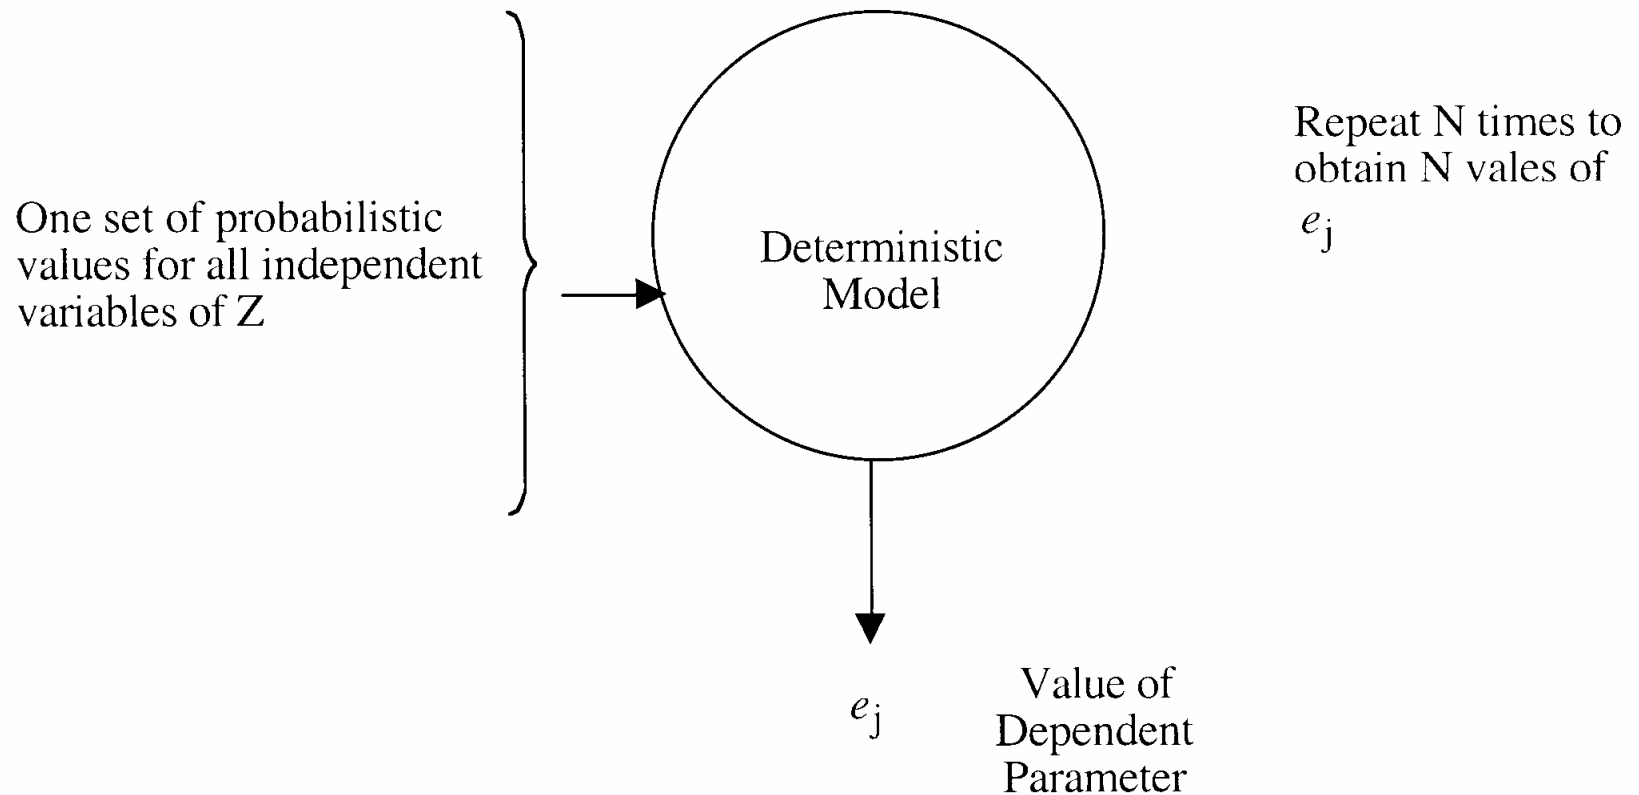 One set of probabilistic
values for all independent
variables of Z
Deterministic
Model
Repeat N times to
obtain N vales of
e_j
e_j
Value of
Dependent
Parameter